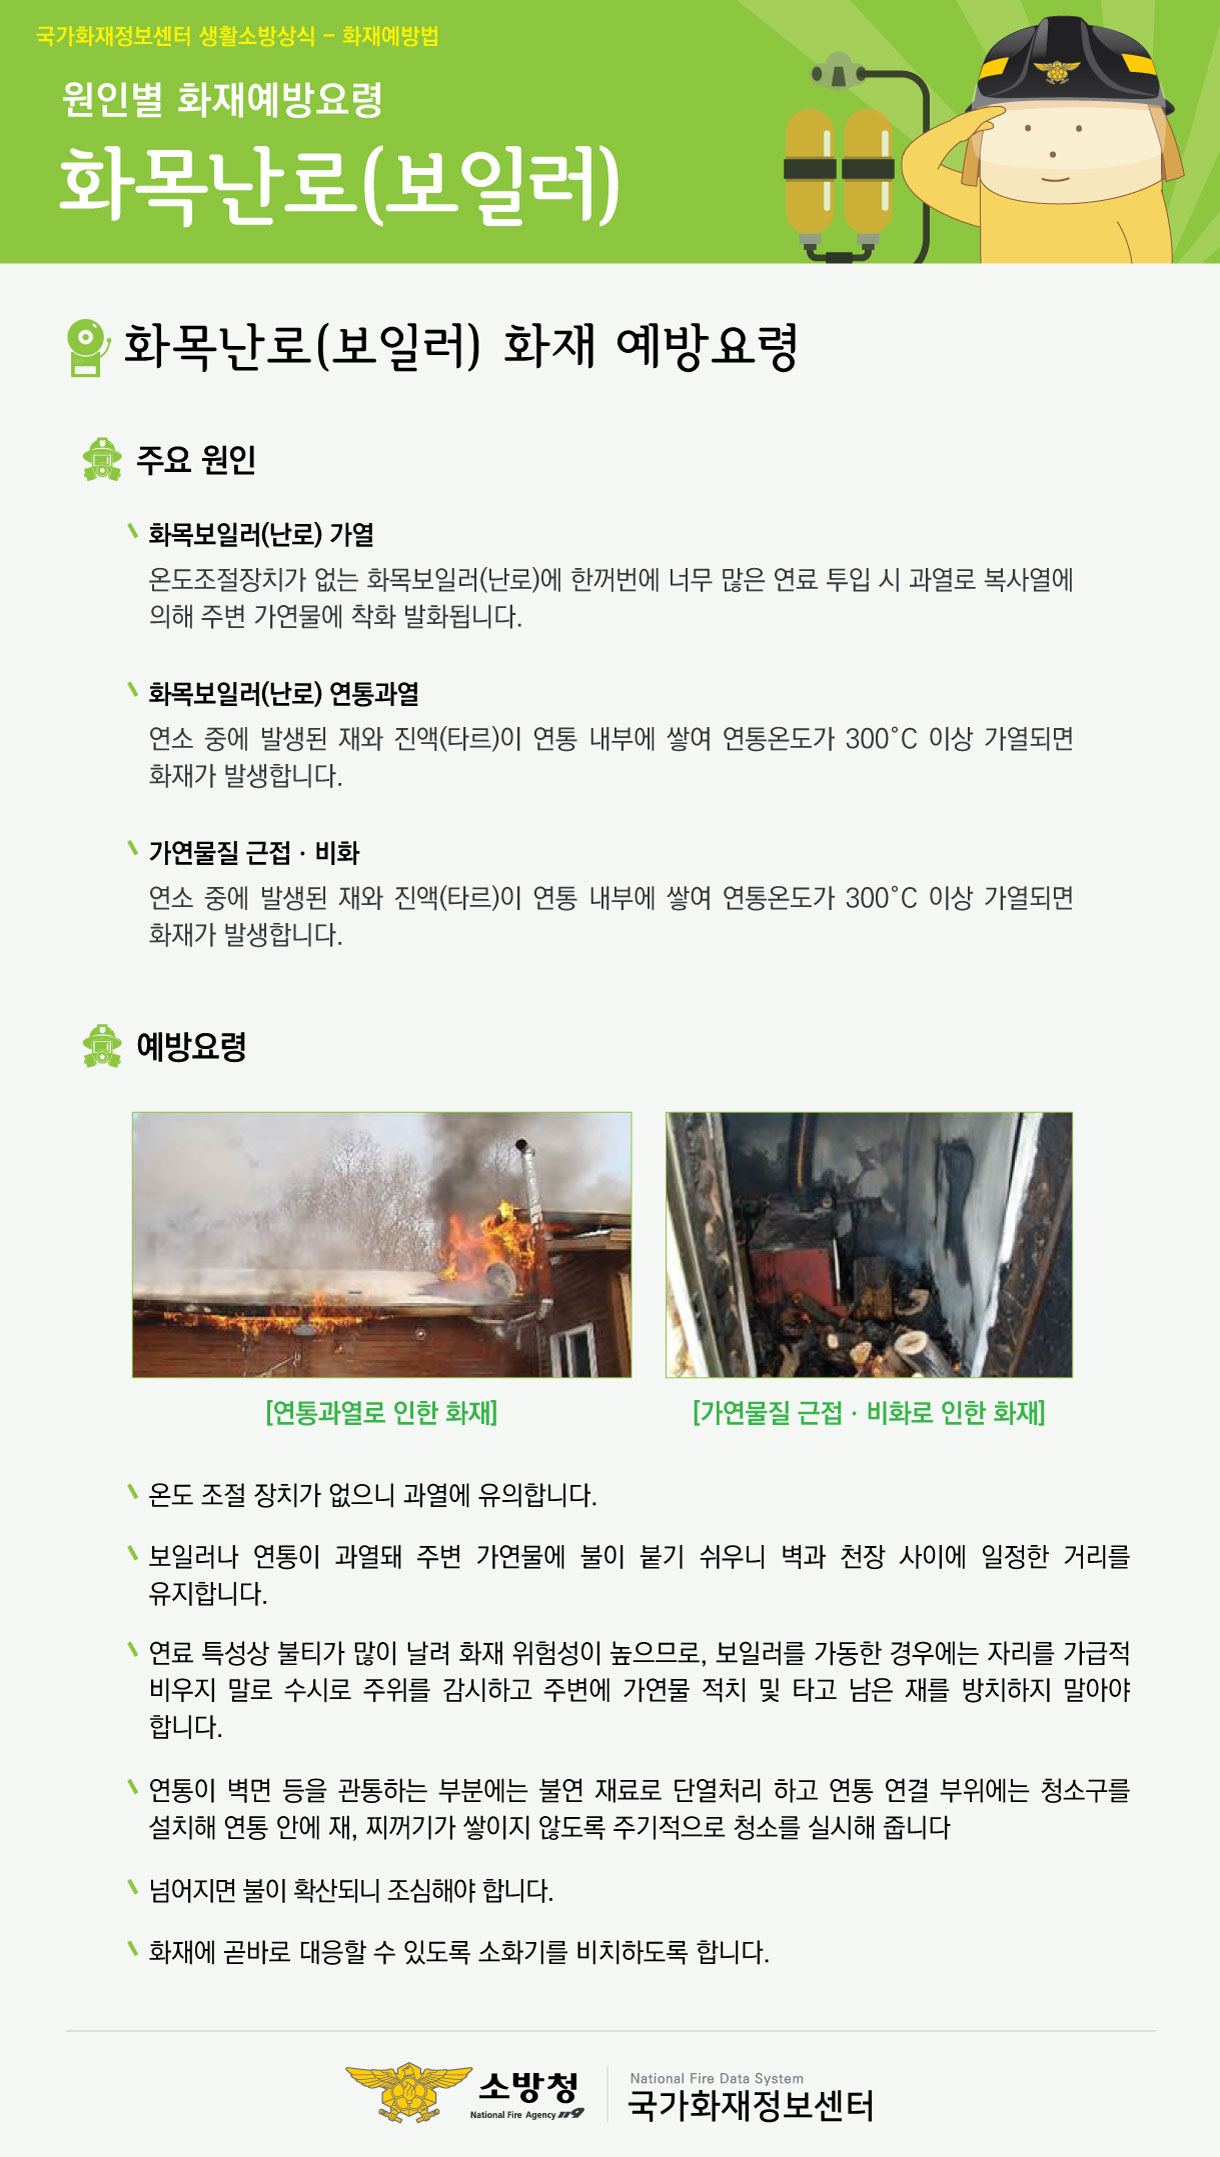 국가화재정보센터 생활소방상식 - 화재예방법
원인별 화재예방요령
화목난로(보일러)
화목난로(보일러) 화재 예방요령
주요 원인
화목보일러(난로) 가열
온도조절장치가 없는 화목보일러(난로)에 한꺼번에 너무 많은 연료 투입 시 과열로 복사열에
의해 주변 가연물에 착화 발화됩니다.
화목보일러(난로) 연통과열
연소 중에 발생된 재와 진액(타르)이 연통 내부에 쌓여 연통온도가 300˚C 이상 가열되면
화재가 발생합니다.
가연물질 근접 · 비화
연소 중에 발생된 재와 진액(타르)이 연통 내부에 쌓여 연통온도가 300˚C 이상 가열되면
화재가 발생합니다.
예방요령
[연통과열로 인한 화재]
[가연물질 근접 · 비화로 인한 화재]
온도 조절 장치가 없으니 과열에 유의합니다.
보일러나 연통이 과열돼 주변 가연물에 불이 붙기 쉬우니 벽과 천장 사이에 일정한 거리를
유지합니다.
연료 특성상 불티가 많이 날려 화재 위험성이 높으므로, 보일러를 가동한 경우에는 자리를 가급적
비우지 말로 수시로 주위를 감시하고 주변에 가연물 적치 및 타고 남은 재를 방치하지 말아야
합니다.
연통이 벽면 등을 관통하는 부분에는 불연 재료로 단열처리 하고 연통 연결 부위에는 청소구를
설치해 연통 안에 재, 찌꺼기가 쌓이지 않도록 주기적으로 청소를 실시해 줍니다
넘어지면 불이 확산되니 조심해야 합니다.
화재에 곧바로 대응할 수 있도록 소화기를 비치하도록 합니다.
소방청
National Fire Agency 119
National Fire Data System
국가화재정보센터